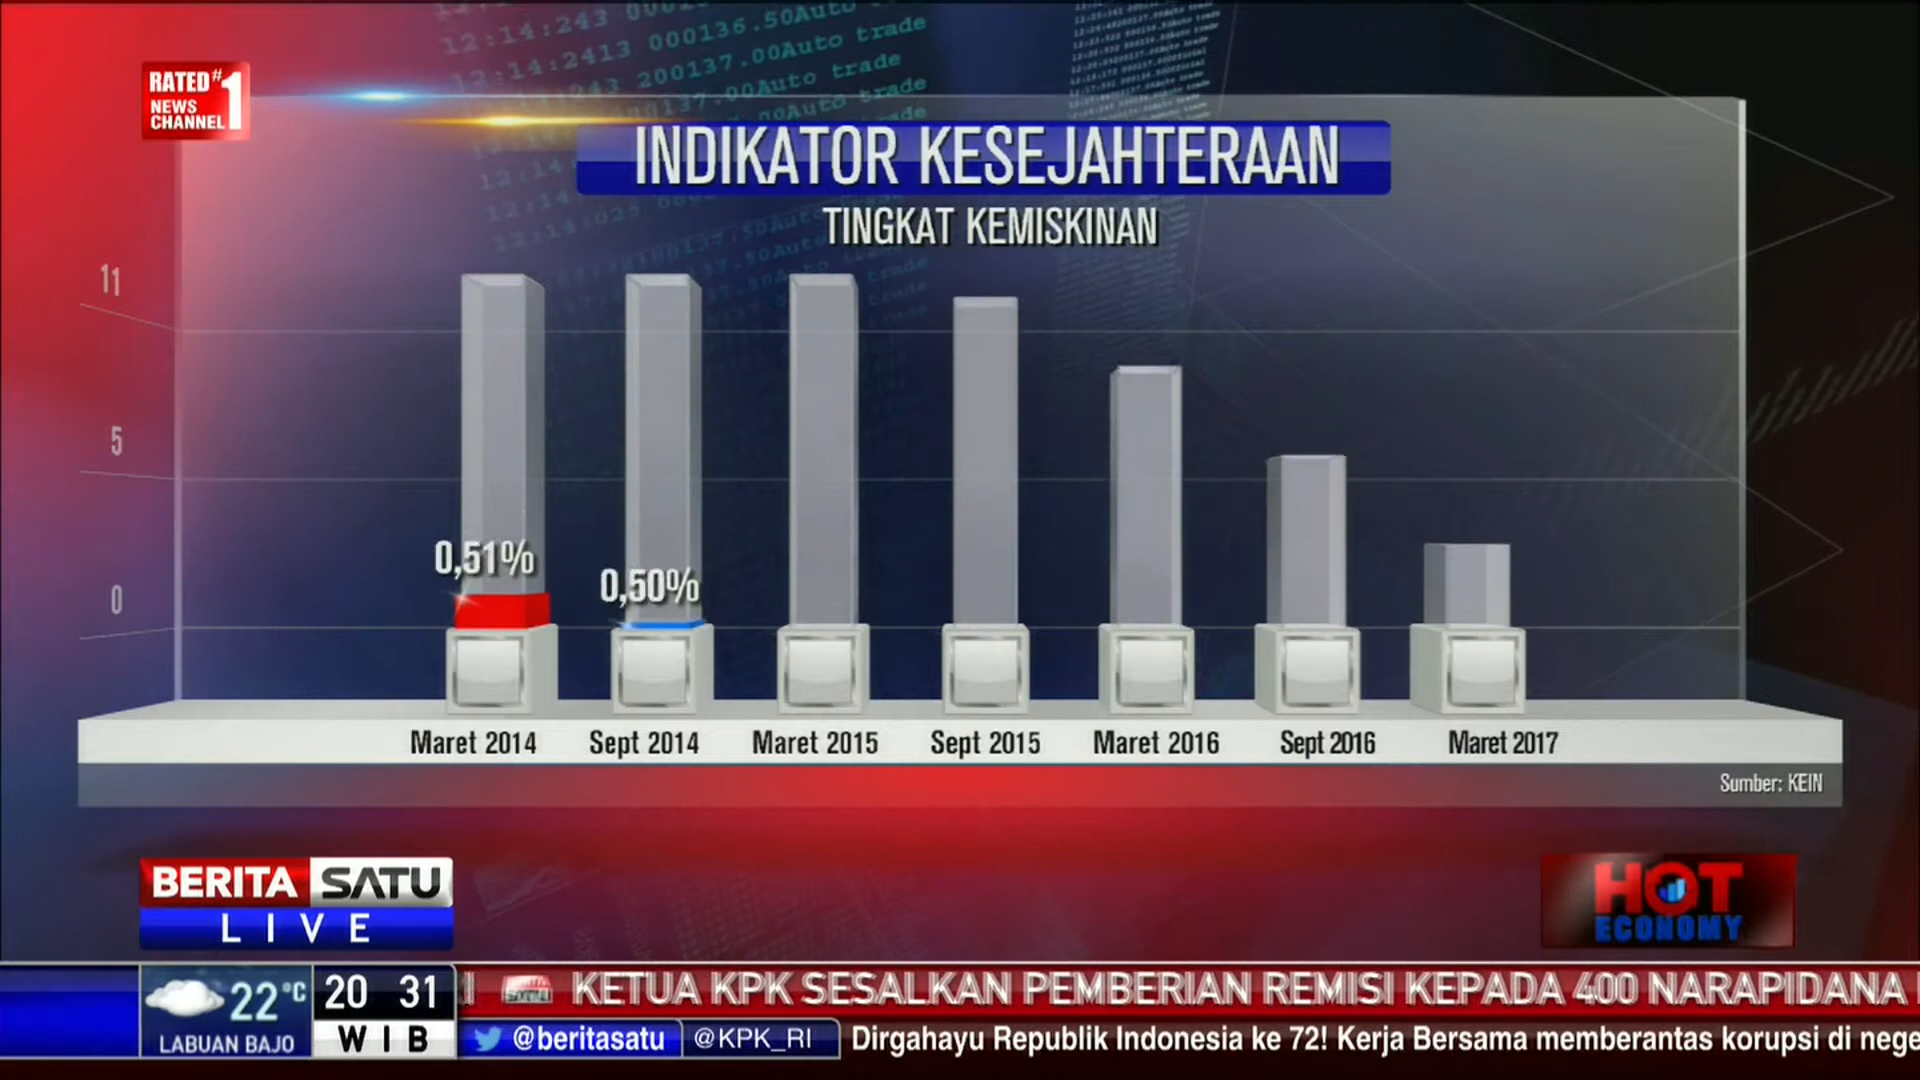 RATED #1
NEWS
CHANNEL
INDIKATOR KESEJAHTERAAN
TINGKAT KEMISKINAN
11
5
0
0,51%
0,50%
Maret 2014
Sept 2014
Maret 2015
Sept 2015
Maret 2016
Sept 2016
Maret 2017
Sumber: KEIN
BERITA SATU
LIVE
HOT
ECONOMY
22°C
LABUAN BAJO
20 31
WIB
KETUA KPK SESALKAN PEMBERIAN REMISI KEPADA 400 NARAPIDANA
@beritasatu
@KPK_RI
Dirgahayu Republik Indonesia ke 72! Kerja Bersama memberantas korupsi di nege